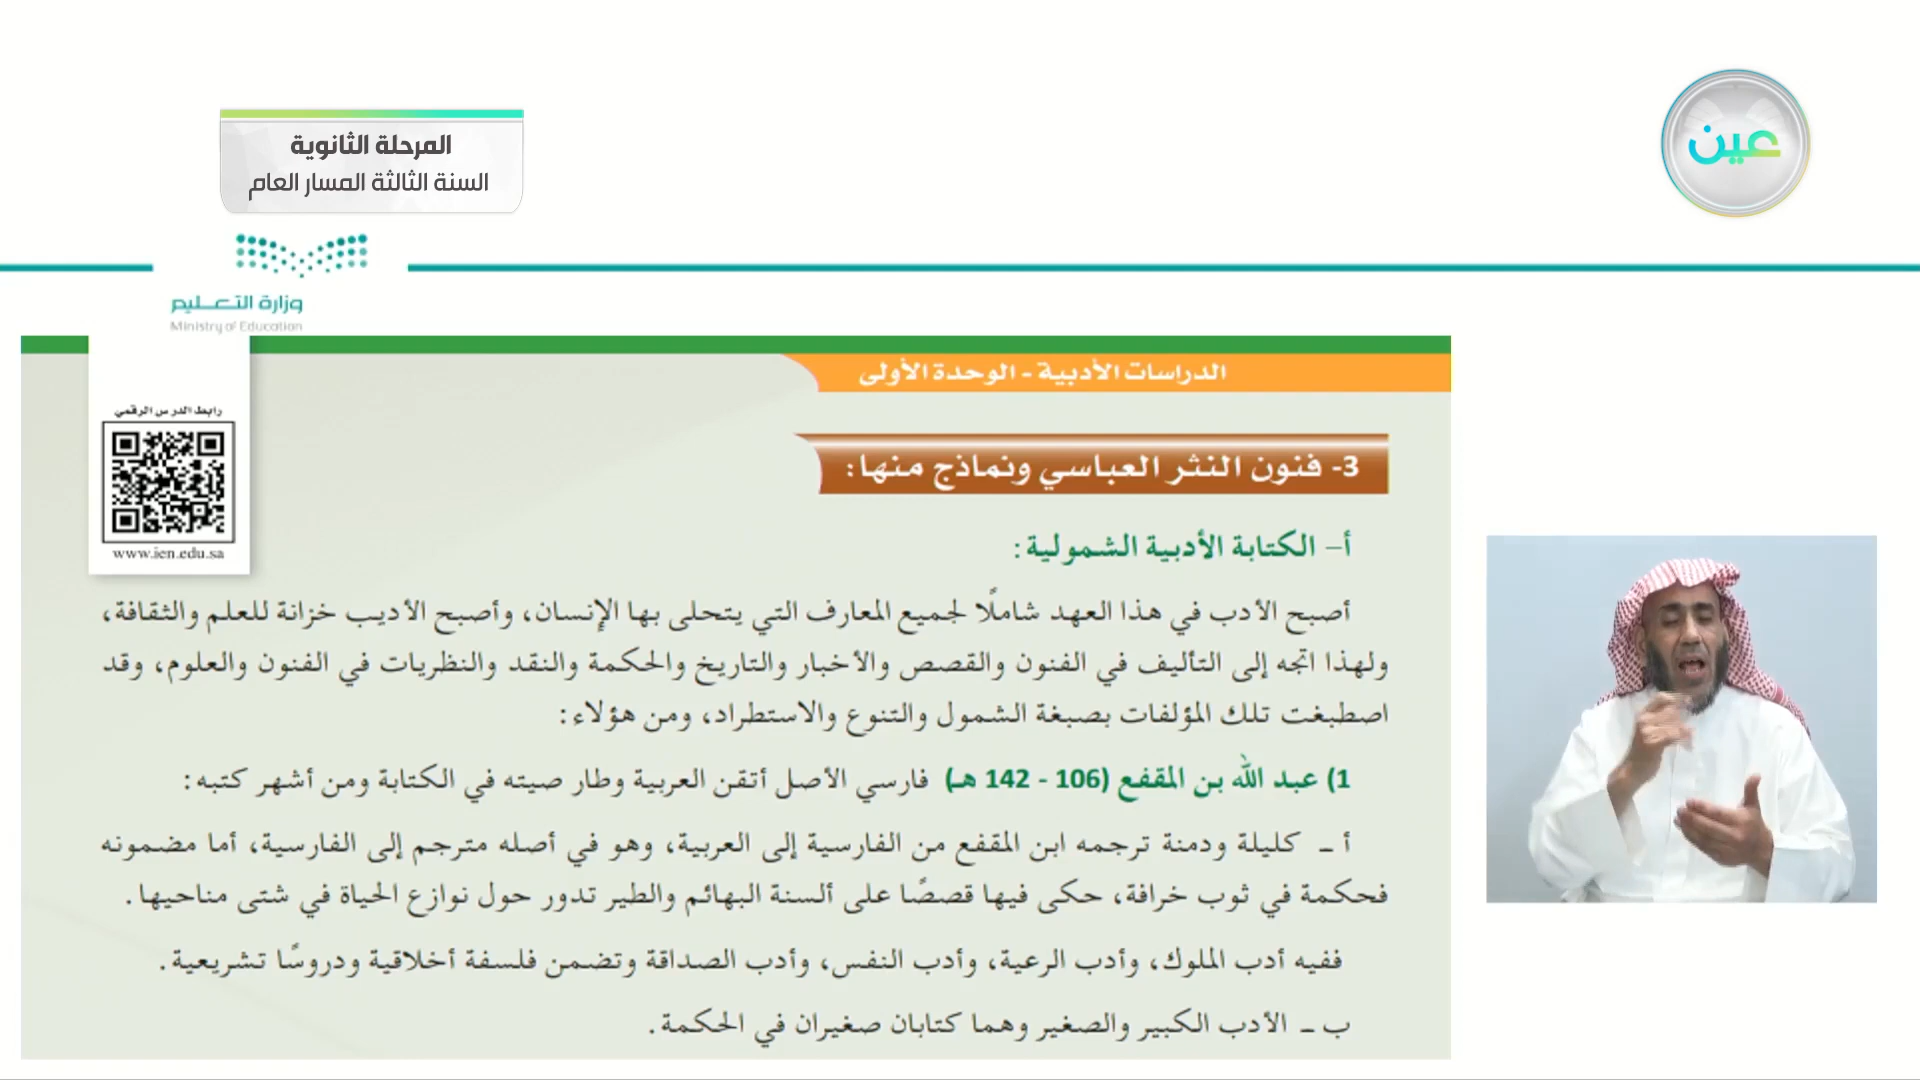 المرحلة الثانوية
السنة الثالثة المسار العام
عين
وزارة التعليم
Ministry of Education
الدراسات الأدبية - الوحدة الأولى
رابط الدرس الرقمي
www.ien.edu.sa
3- فنون النثر العباسي ونماذج منها:
أ– الكتابة الأدبية الشمولية:
أصبح الأدب في هذا العهد شاملًا لجميع المعارف التي يتحلى بها الإنسان، وأصبح الأديب خزانة للعلم والثقافة،
ولهذا اتجه إلى التأليف في الفنون والقصص والأخبار والتاريخ والحكمة والنقد والنظريات في الفنون والعلوم، وقد
اصطبغت تلك المؤلفات بصبغة الشمول والتنوع والاستطراد، ومن هؤلاء:
1) عبد الله بن المقفع (106 - 142 هـ) فارسي الأصل أتقن العربية وطار صيته في الكتابة ومن أشهر كتبه:
أ ــ كليلة ودمنة ترجمه ابن المقفع من الفارسية إلى العربية، وهو في أصله مترجم إلى الفارسية، أما مضمونه
فحكمة في ثوب خرافة، حكى فيها قصصًا على ألسنة البهائم والطير تدور حول نوازع الحياة في شتى مناحيها.
ففيه أدب الملوك، وأدب الرعية، وأدب النفس، وأدب الصداقة وتضمن فلسفة أخلاقية ودروسًا تشريعية.
ب ــ الأدب الكبير والصغير وهما كتابان صغيران في الحكمة.